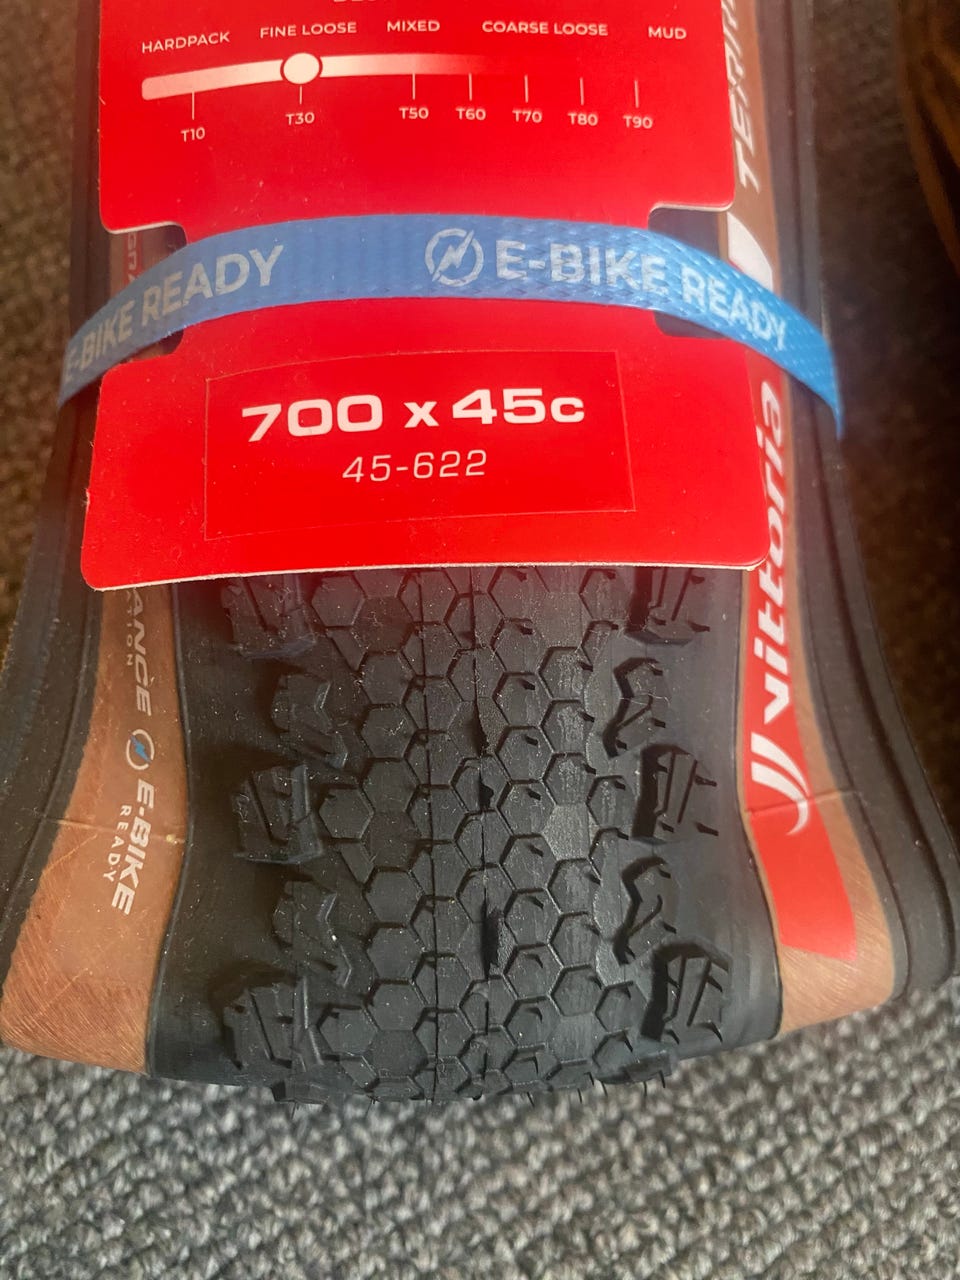 HARDPACK FINE LOOSE MIXED COARSE LOOSE MUD
T10 T30 T50 T60 T70 T80 T90
E-BIKE READY E-BIKE READY
700 x 45c
45-622
vittoria
E-BIKE
READY